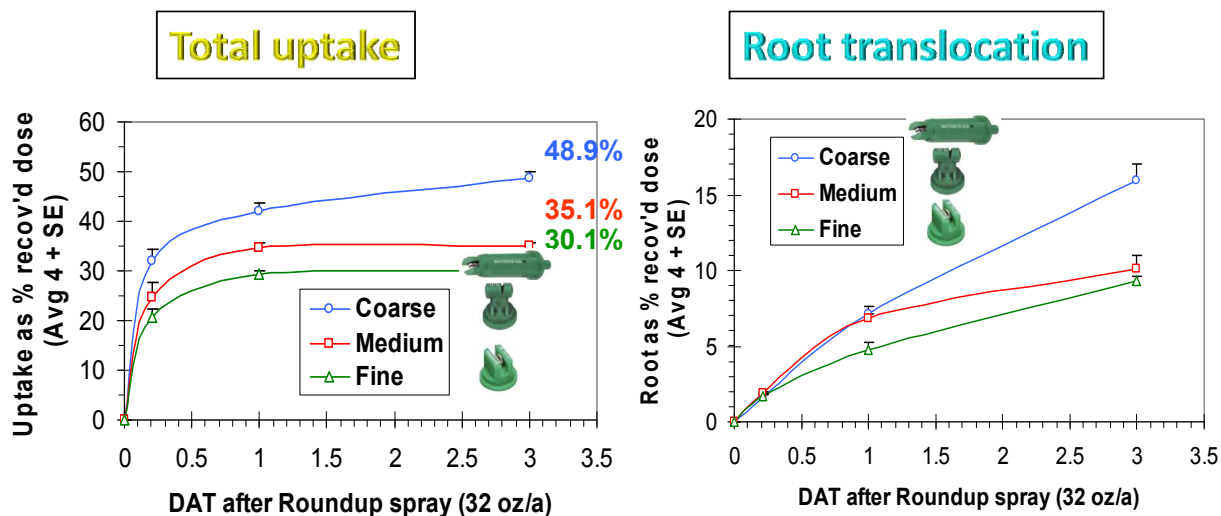 Total uptake
Root translocation
Uptake as % recov'd dose
(Avg 4 + SE)
60
50
40
30
20
10
0
48.9%
35.1%
30.1%
Coarse
Medium
Fine
0 0.5 1 1.5 2 2.5 3 3.5
DAT after Roundup spray (32 oz/a)
Root as % recov'd dose
(Avg 4 + SE)
20
15
10
5
0
Coarse
Medium
Fine
0 0.5 1 1.5 2 2.5 3 3.5
DAT after Roundup spray (32 oz/a)